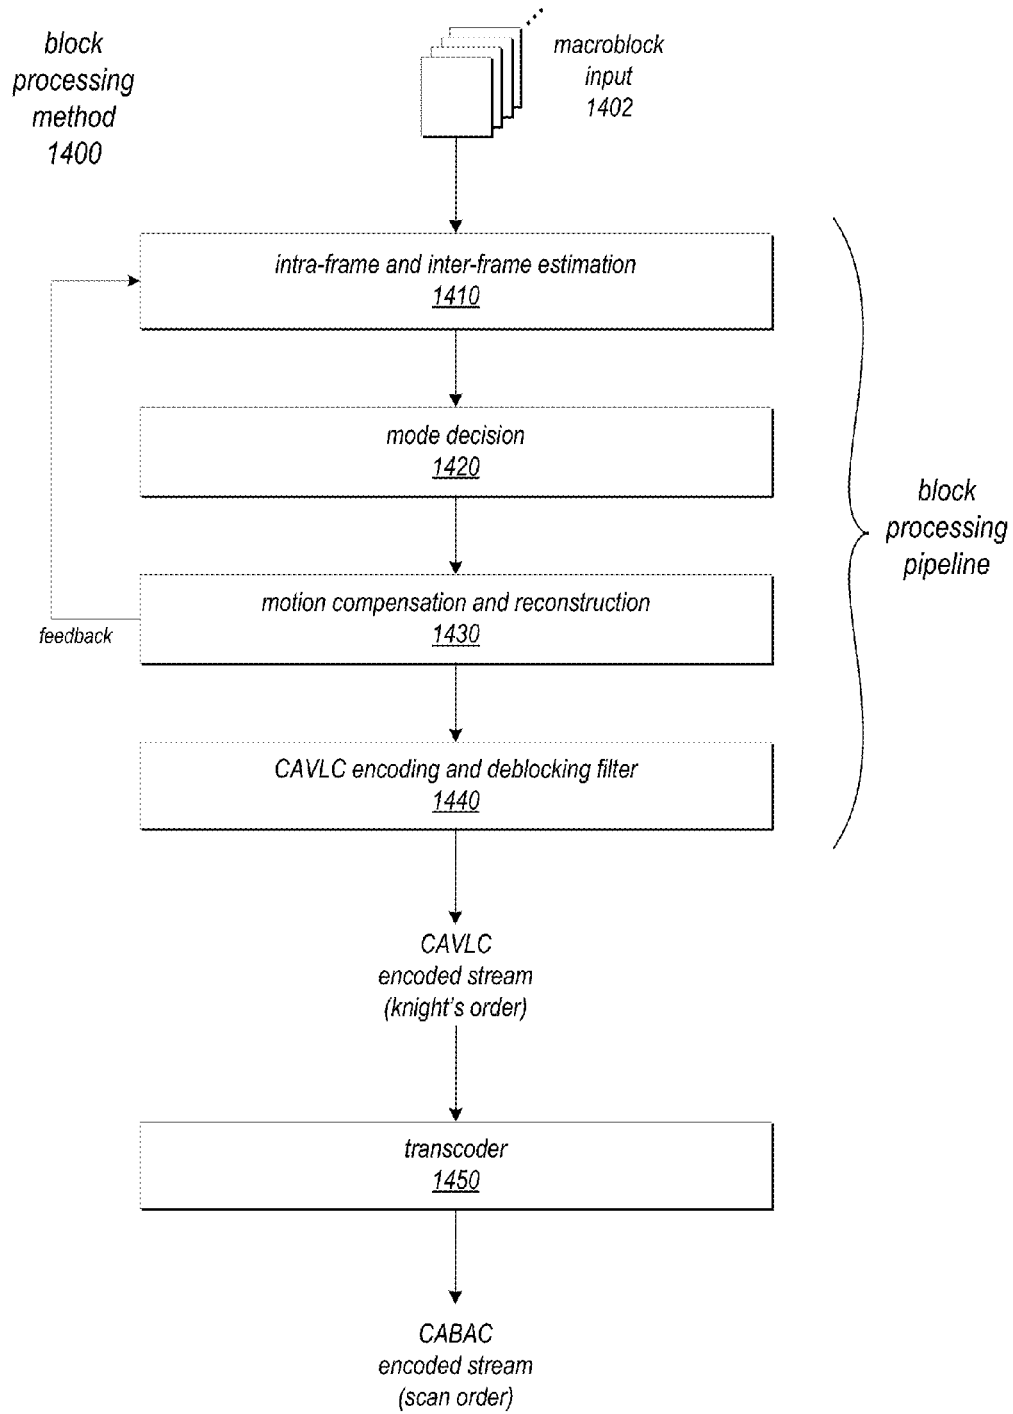 block
processing
method
1400
macroblock
input
1402
intra-frame and inter-frame estimation
1410
mode decision
1420
block
processing
pipeline
motion compensation and reconstruction
1430
feedback
CAVLC encoding and deblocking filter
1440
CAVLC
encoded stream
(knight's order)
transcoder
1450
CABAC
encoded stream
(scan order)